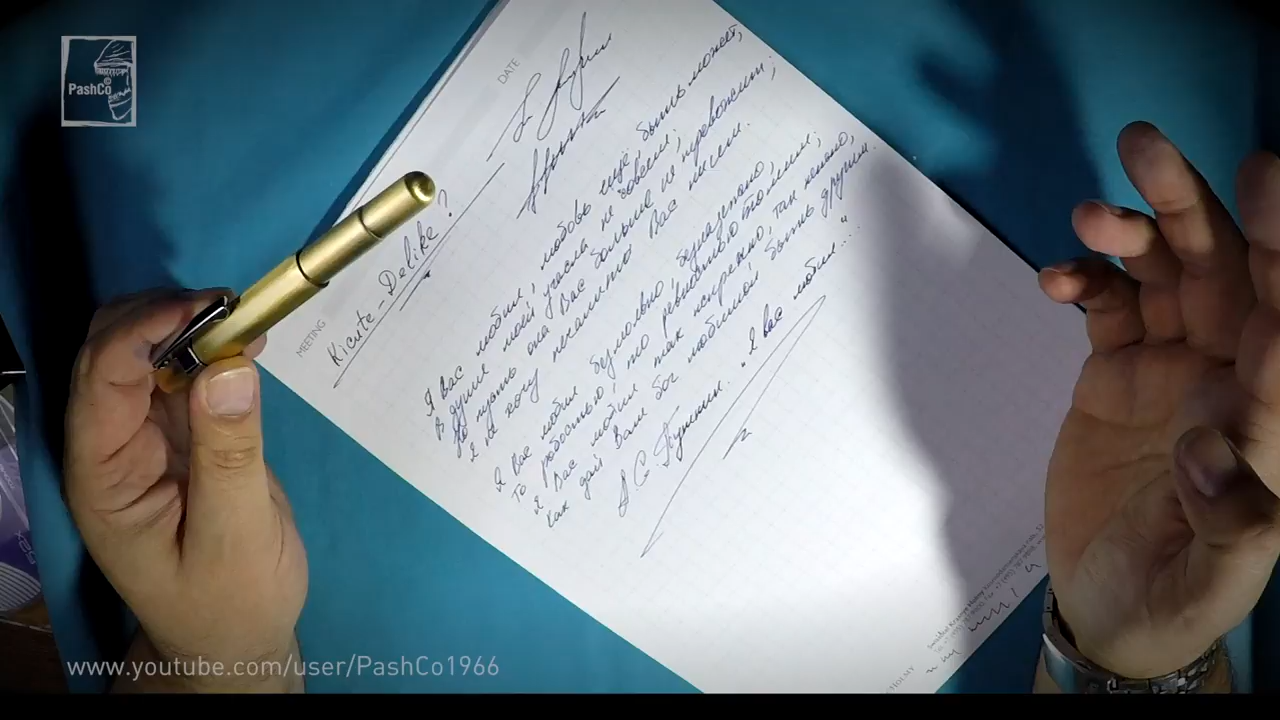 PashCo
DATE
MEETING
Kicute - Delike?
Я вас любил, любовь ещё, быть может,
В душе моей угасла не совсем;
Но пусть она Вас больше не тревожит;
Я не хочу печалить Вас ничем.
Я Вас любил безмолвно, безнадежно,
То робостью, то ревностью томим;
Я Вас любил так искренно, так нежно,
Как дай Вам бог любимой быть другим.
А. С. Пушкин. "Я вас любил..."
www.youtube.com/user/PashCo1966